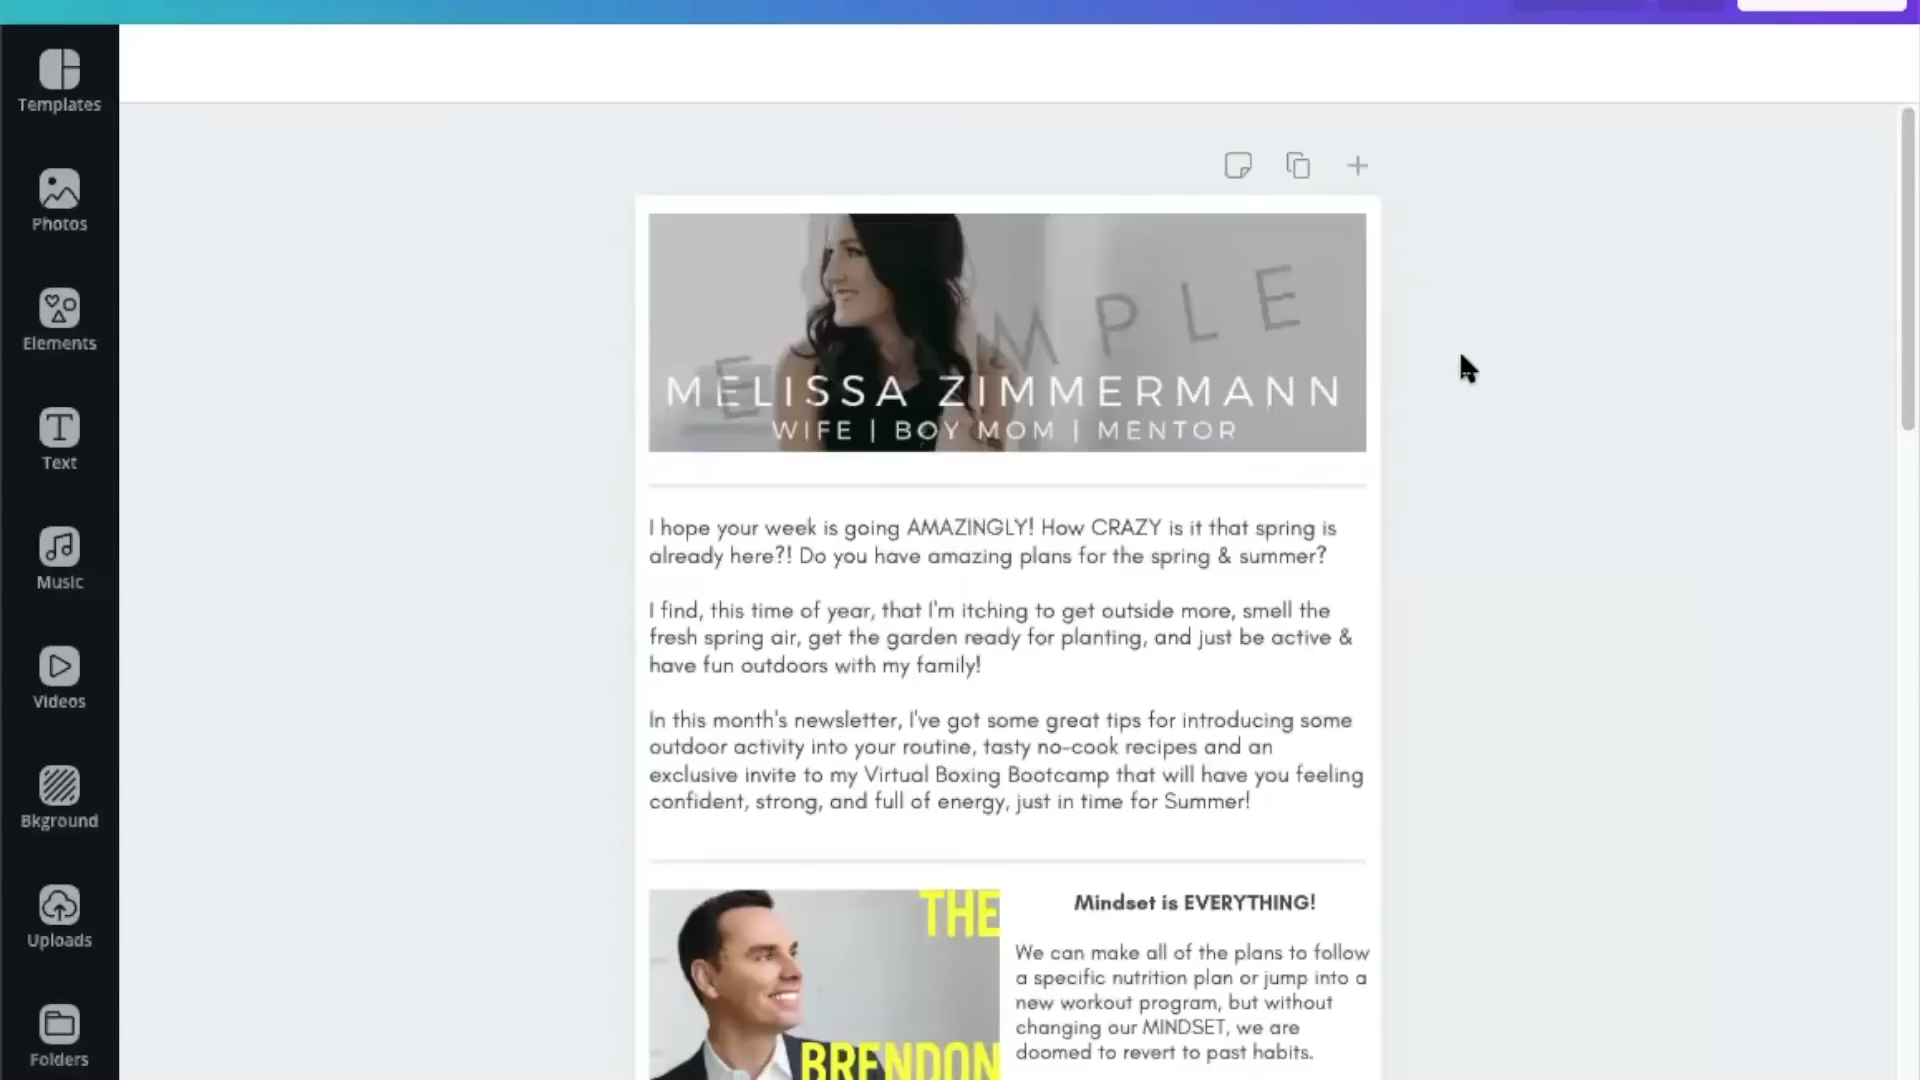 Templates
Photos
Elements
Text
Music
Videos
Bkground
Uploads
Folders
EXAMPLE
MELISSA ZIMMERMANN
WIFE | BOY MOM | MENTOR
I hope your week is going AMAZINGLY! How CRAZY is it that spring is
already here?! Do you have amazing plans for the spring & summer?
I find, this time of year, that I'm itching to get outside more, smell the
fresh spring air, get the garden ready for planting, and just be active &
have fun outdoors with my family!
In this month's newsletter, I've got some great tips for introducing some
outdoor activity into your routine, tasty no-cook recipes and an
exclusive invite to my Virtual Boxing Bootcamp that will have you feeling
confident, strong, and full of energy, just in time for Summer!
THE
BRENDON
Mindset is EVERYTHING!
We can make all of the plans to follow
a specific nutrition plan or jump into a
new workout program, but without
changing our MINDSET, we are
doomed to revert to past habits.